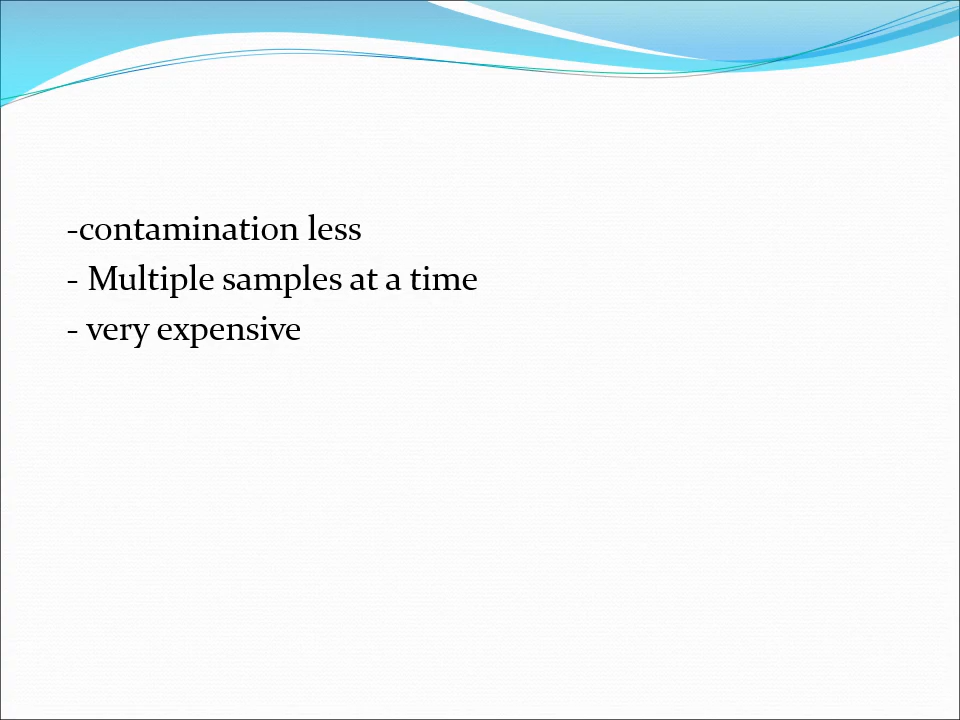 -contamination less
- Multiple samples at a time
- very expensive